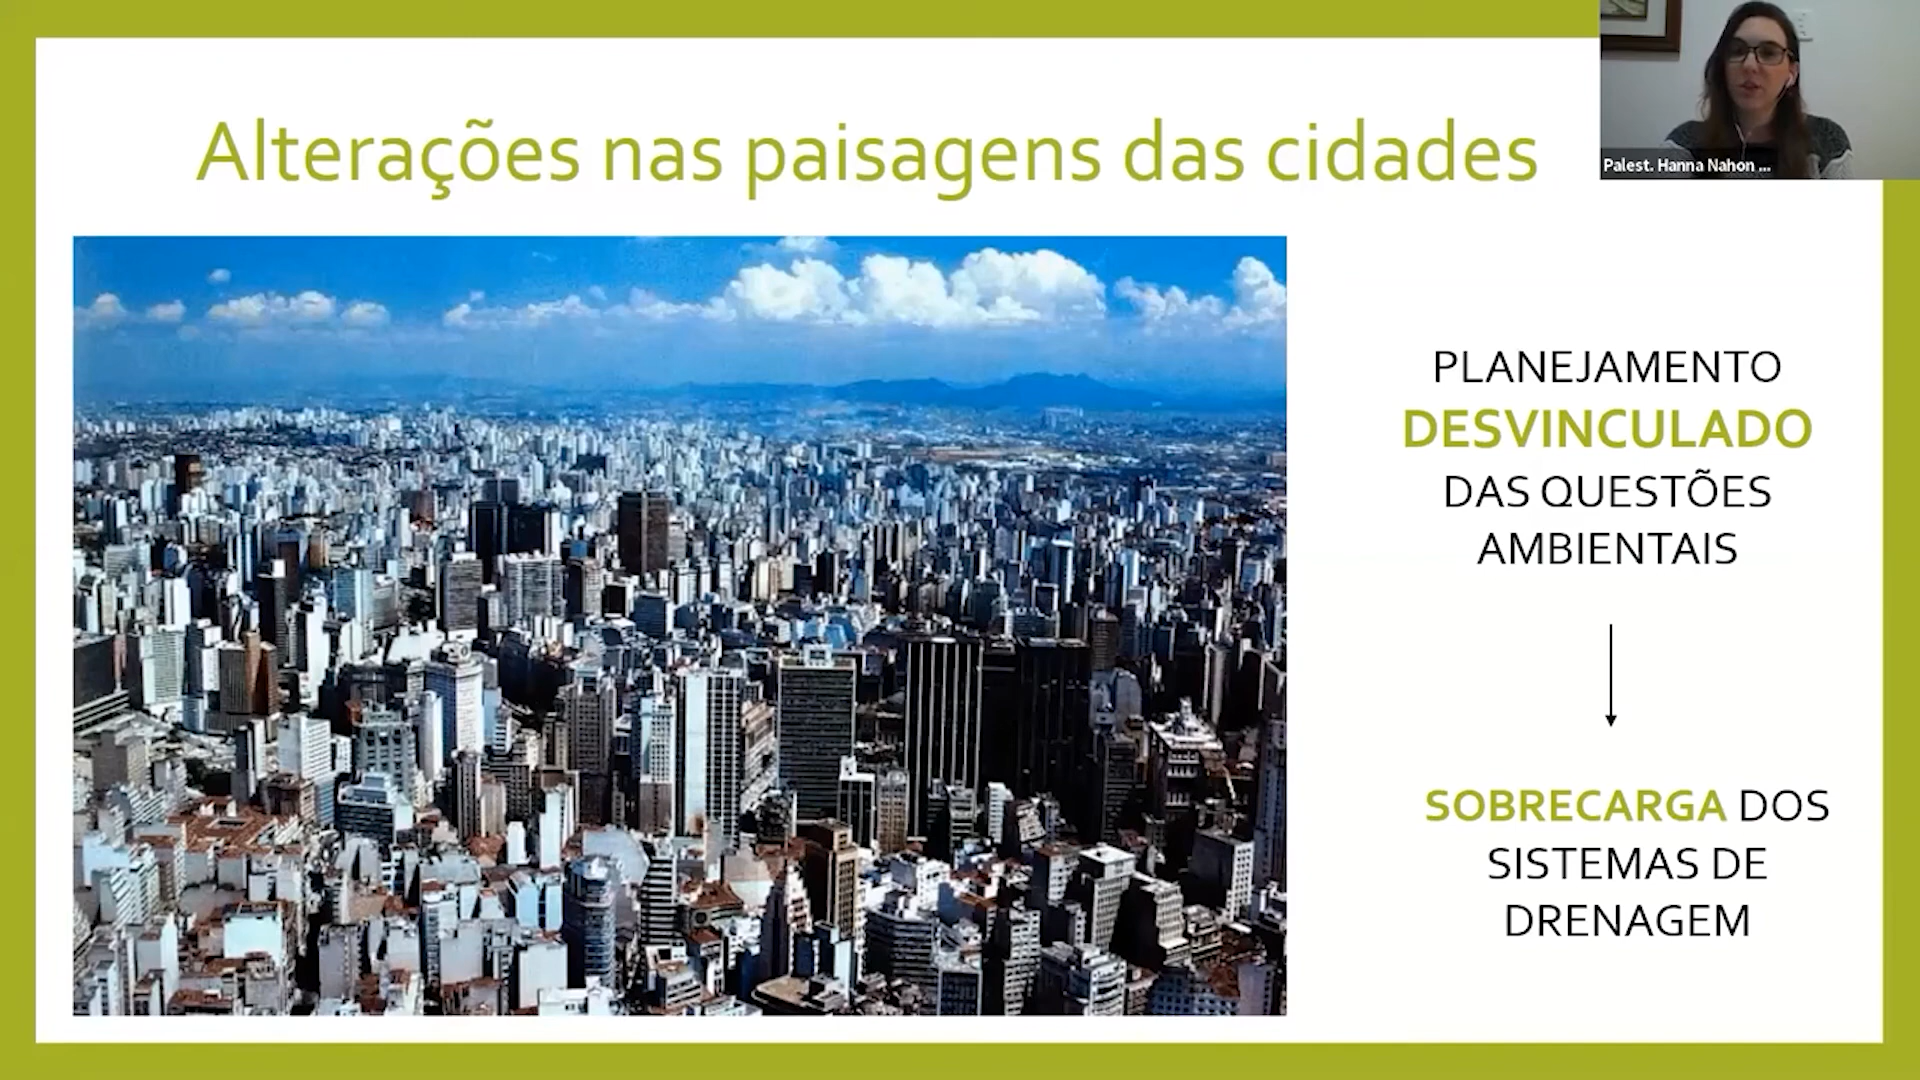 Alterações nas paisagens das cidades
Palest. Hanna Nahon ...
PLANEJAMENTO
DESVINCULADO
DAS QUESTÕES
AMBIENTAIS
SOBRECARGA DOS
SISTEMAS DE
DRENAGEM